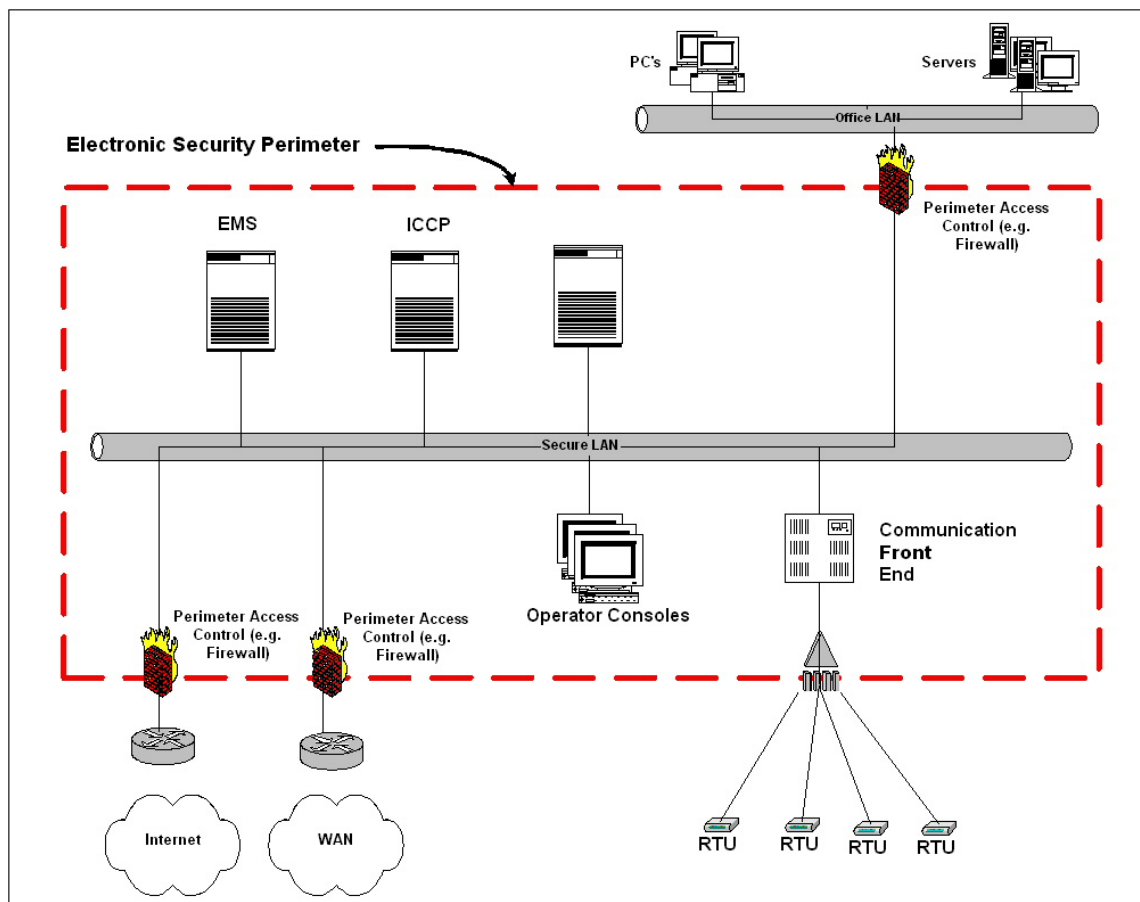 PC's
Servers
Office LAN
Electronic Security Perimeter
Perimeter Access
Control (e.g.
Firewall)
EMS
ICCP
Secure LAN
Communication
Front
End
Operator Consoles
Perimeter Access
Control (e.g.
Firewall)
Perimeter Access
Control (e.g.
Firewall)
Internet
WAN
RTU
RTU
RTU
RTU